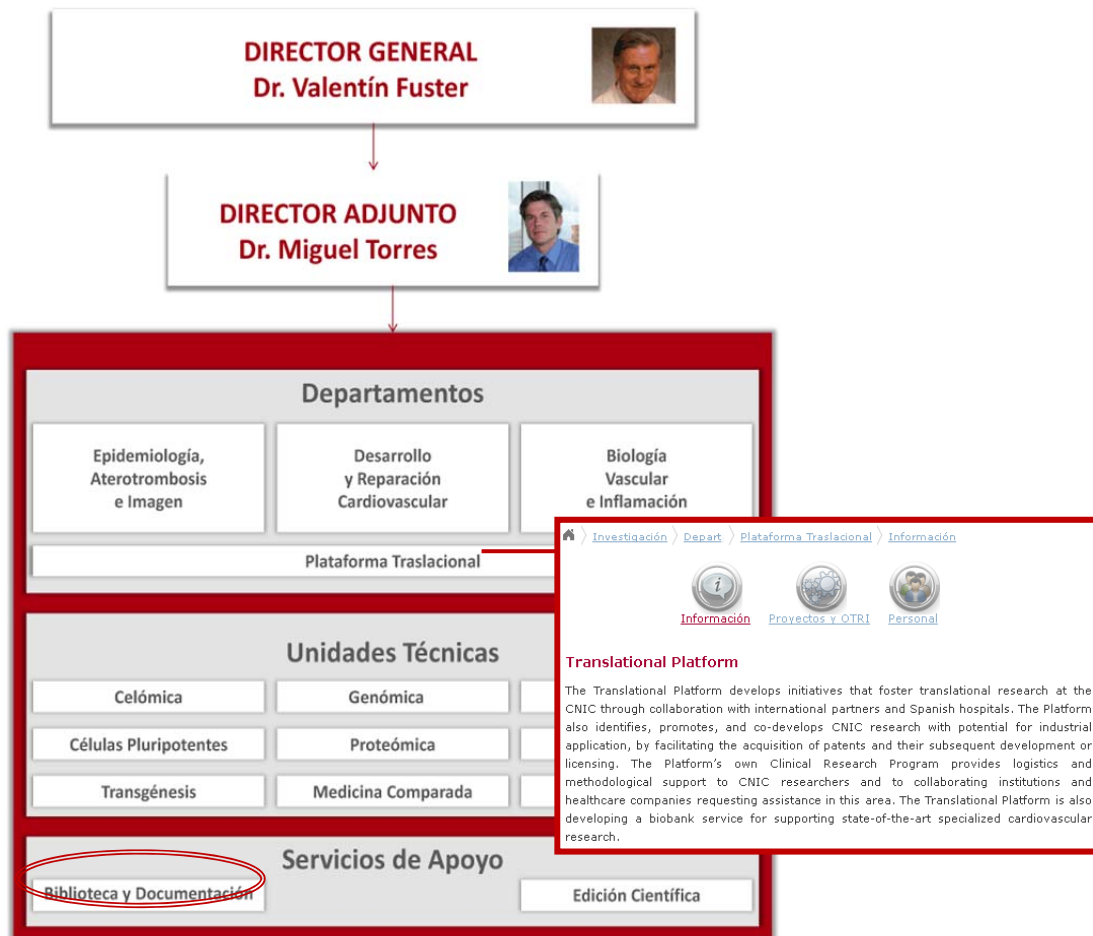 DIRECTOR GENERAL
Dr. Valentín Fuster
DIRECTOR ADJUNTO
Dr. Miguel Torres
Departamentos
Epidemiología,
Aterotrombosis
e Imagen
Desarrollo
y Reparación
Cardiovascular
Biología
Vascular
e Inflamación
Plataforma Traslacional
Investigación
Depart.
Plataforma Traslacional
Información
Información
Proyectos y OTRI
Personal
Translational Platform
The Translational Platform develops initiatives that foster translational research at the
CNIC through collaboration with international partners and Spanish hospitals. The Platform
also identifies, promotes, and co-develops CNIC research with potential for industrial
application, by facilitating the acquisition of patents and their subsequent development or
licensing. The Platform's own Clinical Research Program provides logistics and
methodological support to CNIC researchers and to collaborating institutions and
healthcare companies requesting assistance in this area. The Translational Platform is also
developing a biobank service for supporting state-of-the-art specialized cardiovascular
research.
Unidades Técnicas
Celómica
Genómica
Células Pluripotentes
Proteómica
Transgénesis
Medicina Comparada
Servicios de Apoyo
Biblioteca y Documentación
Edición Científica